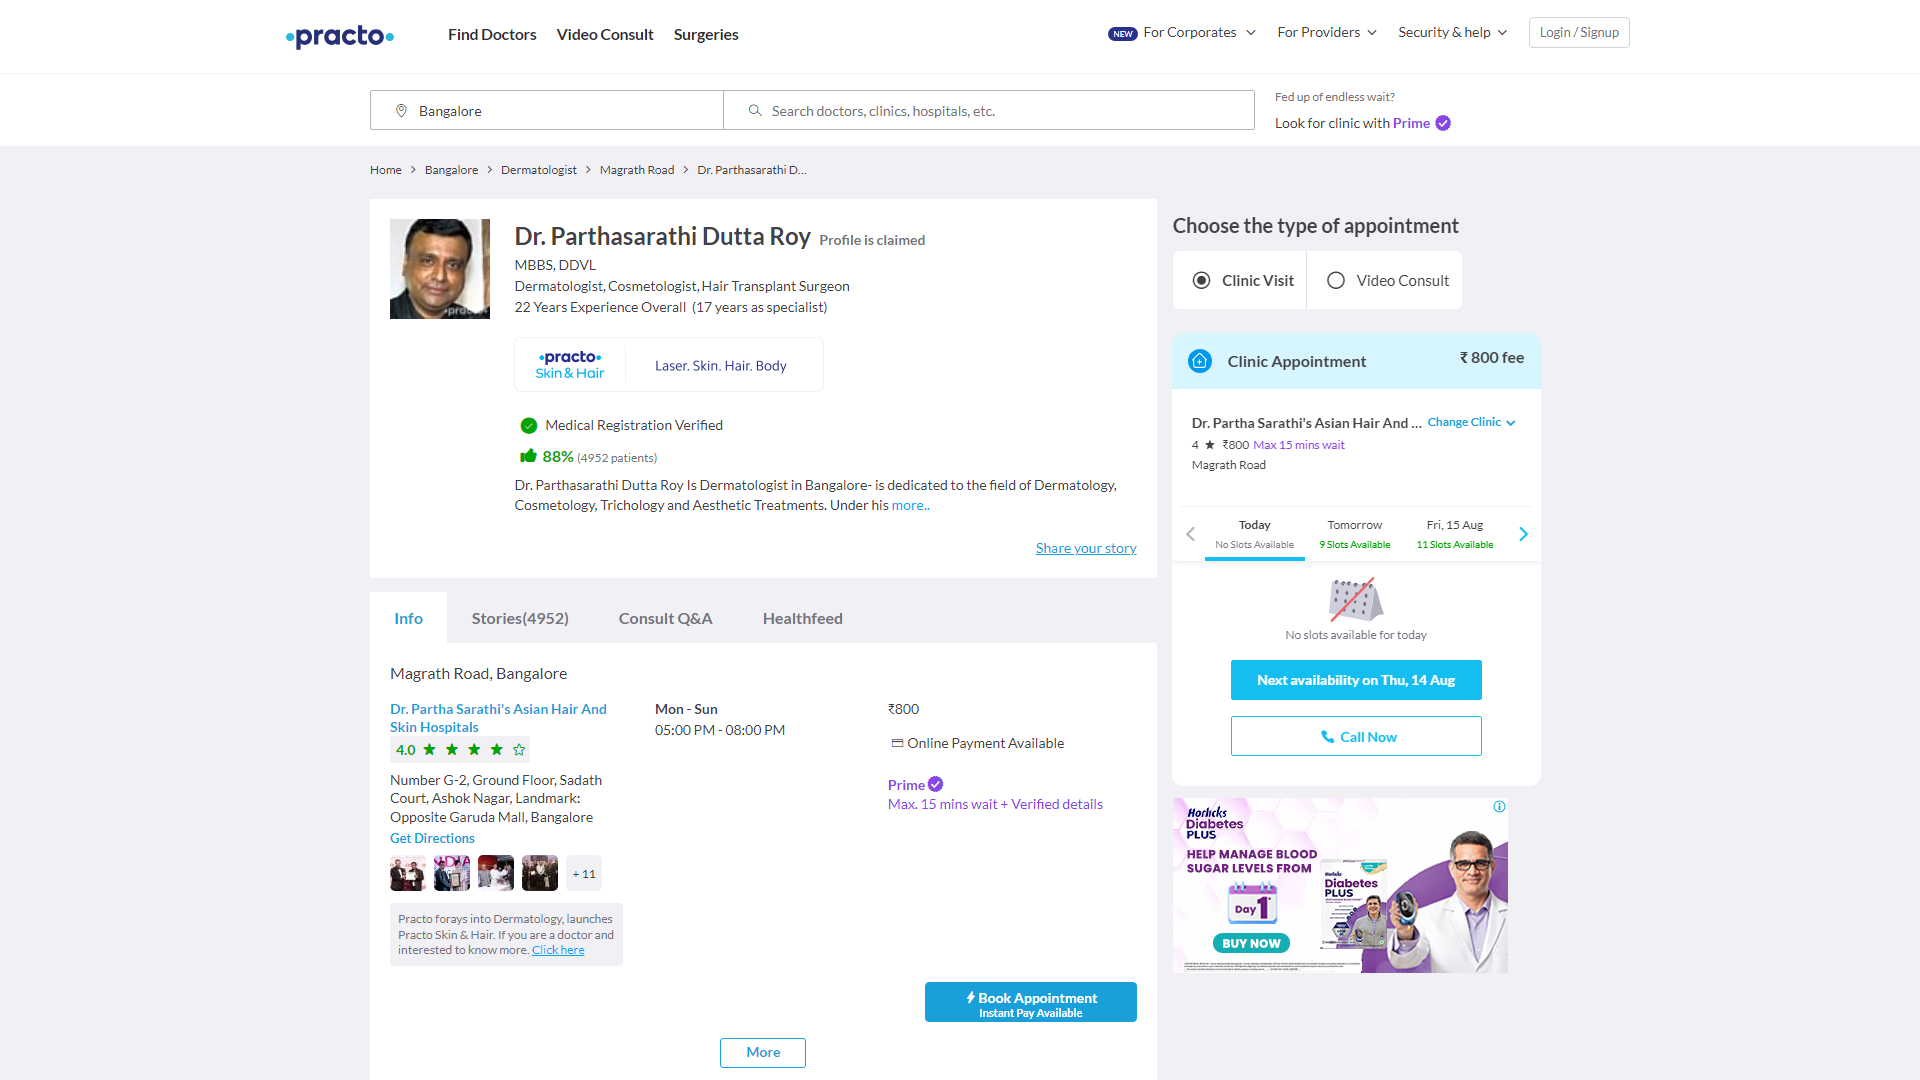 practo
Find Doctors
Video Consult
Surgeries
NEW For Corporates
For Providers
Security & help
Login / Signup
Bangalore
Search doctors, clinics, hospitals, etc.
Fed up of endless wait?
Look for clinic with Prime
Home
Bangalore
Dermatologist
Magrath Road
Dr. Parthasarathi D...
Dr. Parthasarathi Dutta Roy
Profile is claimed
MBBS, DDVL
Dermatologist, Cosmetologist, Hair Transplant Surgeon
22 Years Experience Overall (17 years as specialist)
practo
Skin & Hair
Laser. Skin. Hair. Body
Medical Registration Verified
88% (4952 patients)
Dr. Parthasarathi Dutta Roy Is Dermatologist in Bangalore- is dedicated to the field of Dermatology,
Cosmetology, Trichology and Aesthetic Treatments. Under his more..
Share your story
Info
Stories(4952)
Consult Q&A
Healthfeed
Magrath Road, Bangalore
Dr. Partha Sarathi's Asian Hair And
Skin Hospitals
4.0
Number G-2, Ground Floor, Sadath
Court, Ashok Nagar, Landmark:
Opposite Garuda Mall, Bangalore
Get Directions
+ 11
Practo forays into Dermatology, launches
Practo Skin & Hair. If you are a doctor and
interested to know more. Click here
Mon - Sun
05:00 PM - 08:00 PM
₹800
Online Payment Available
Prime
Max. 15 mins wait + Verified details
Book Appointment
Instant Pay Available
More
Choose the type of appointment
Clinic Visit
Video Consult
Clinic Appointment
₹ 800 fee
Dr. Partha Sarathi's Asian Hair And ...
Change Clinic
4 ★ ₹800 Max 15 mins wait
Magrath Road
Today
No Slots Available
Tomorrow
9 Slots Available
Fri, 15 Aug
11 Slots Available
No slots available for today
Next availability on Thu, 14 Aug
Call Now
Horlicks
Diabetes
PLUS
HELP MANAGE BLOOD
SUGAR LEVELS FROM
Day 1*
BUY NOW
Horlicks
Diabetes
PLUS